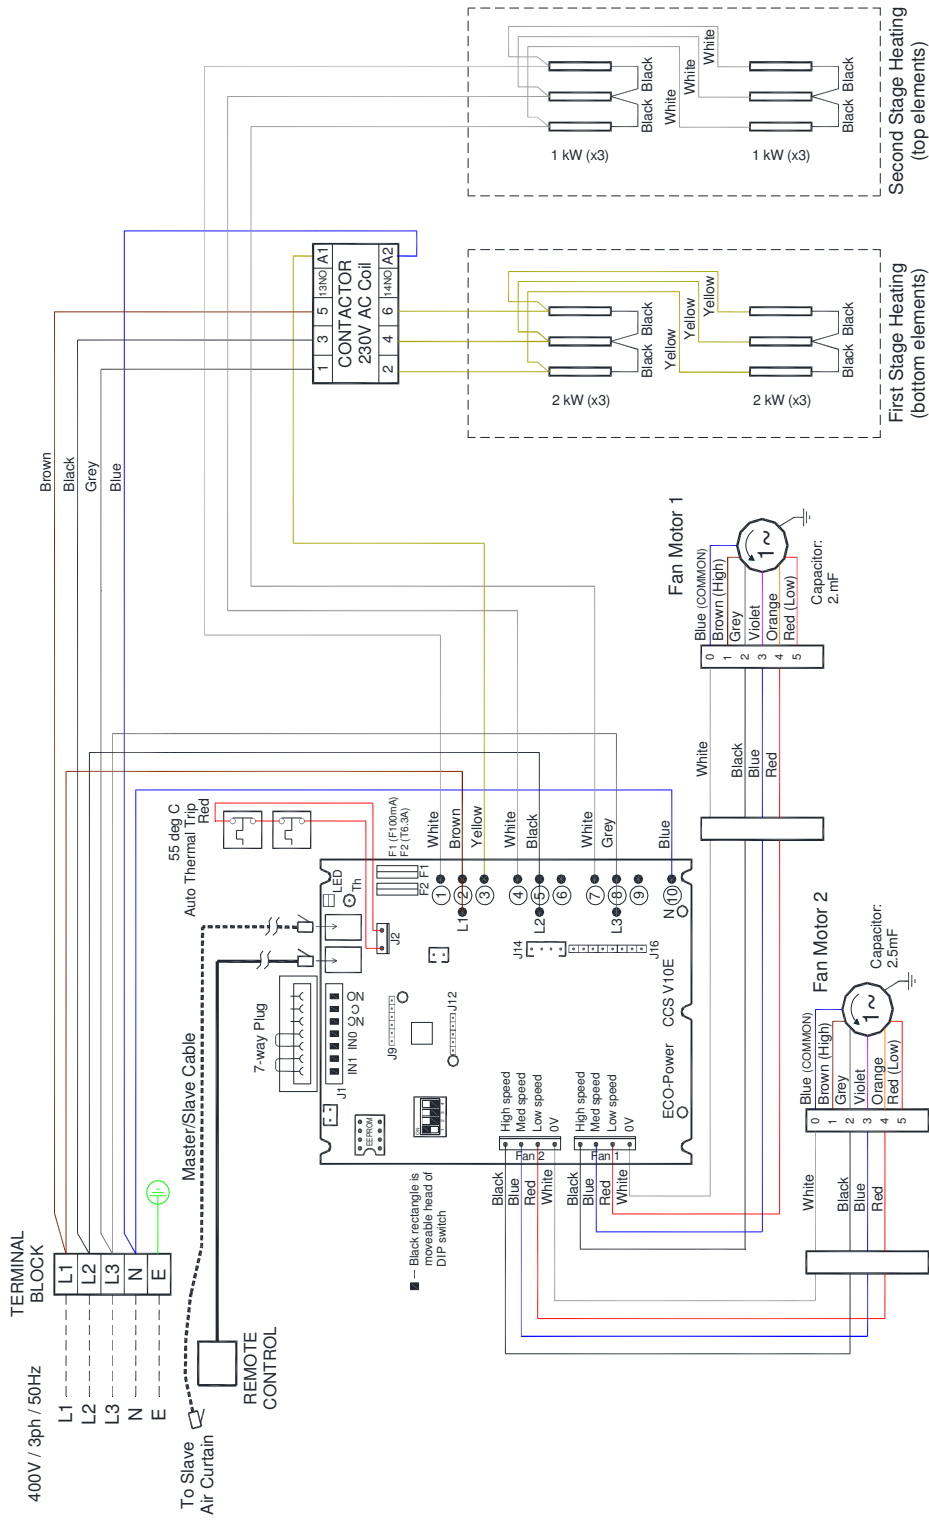 400V / 3ph / 50Hz
L1
L2
L3
N
E
TERMINAL
BLOCK
L1
L2
L3
N
E
Brown
Black
Grey
Blue
To Slave
Air Curtain
REMOTE
CONTROL
Master/Slave Cable
7-way Plug
55 deg C
Auto Thermal Trip
Red
LED
Th
F1 (F100mA)
F2 (T6.3A)
F1
F2
J2
J1
IN1
IN0
ON
EEPROM
ON
J9
J12
J14
J16
L1
L2
L3
N
1
2
3
4
5
6
7
8
9
10
White
Brown
Yellow
White
Black
White
Grey
Blue
ECO-Power
CCS V10E
High speed
Med speed
Low speed
0V
Fan 2
High speed
Med speed
Low speed
0V
Fan 1
Black
Blue
Red
White
Black
Blue
Red
White
– Black rectangle is
moveable head of
DIP switch
CONTACTOR
230V AC Coil
1
3
5
13NO
A1
2
4
6
14NO
A2
Second Stage Heating
(top elements)
White
White
White
Black
Black
Black
Black
1 kW (x3)
1 kW (x3)
First Stage Heating
(bottom elements)
Yellow
Yellow
Yellow
Black
Black
Black
Black
2 kW (x3)
2 kW (x3)
Fan Motor 1
1~
Capacitor:
2.mF
Blue (COMMON)
Brown (High)
Grey
Violet
Orange
Red (Low)
0
1
2
3
4
5
White
Black
Blue
Red
Fan Motor 2
1~
Capacitor:
2.5mF
Blue (COMMON)
Brown (High)
Grey
Violet
Orange
Red (Low)
0
1
2
3
4
5
White
Black
Blue
Red